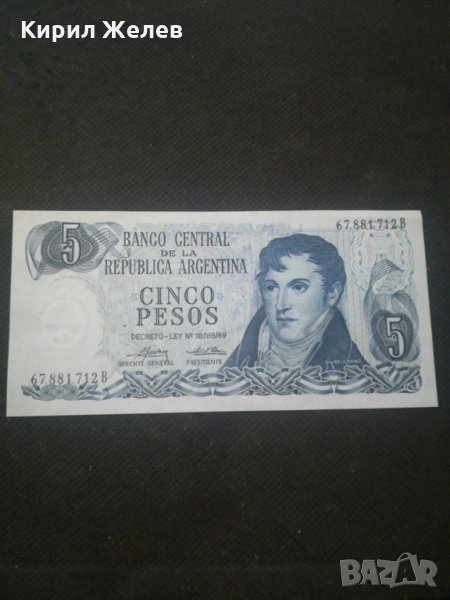 Кирил Желев
67.881.712 B
5
BANCO CENTRAL
DE LA
REPUBLICA ARGENTINA
CINCO
PESOS
DECRETO-LEY Nº 18.188/69
GERENTE GENERAL PRESIDENTE
67.881.712 B
5
BAZAR